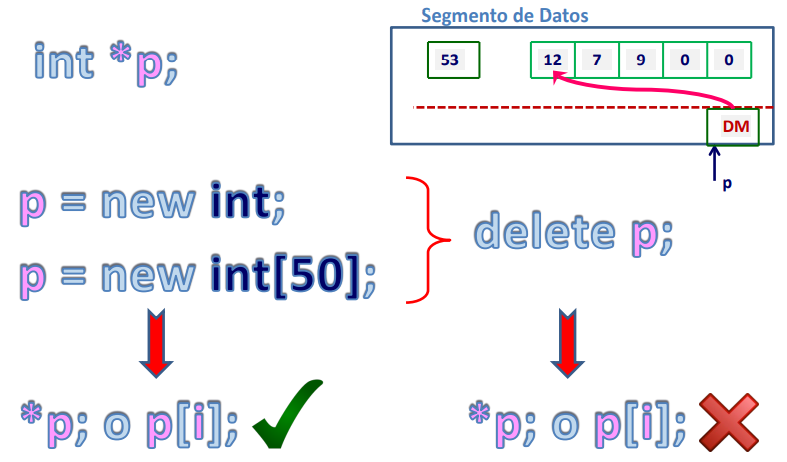 Segmento de Datos
int *p;
53 12 7 9 0 0
DM
p
p = new int;
p = new int[50];
delete p;
*p; o p[i];
*p; o p[i];